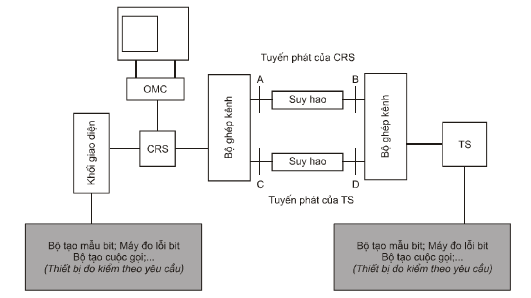 Tuyến phát của CRS
OMC
A
B
Suy hao
Khối giao diện
CRS
Bộ ghép kênh
Bộ ghép kênh
TS
Suy hao
C
D
Tuyến phát của TS
Bộ tạo mẫu bit; Máy đo lỗi bit
Bộ tạo cuộc gọi;...
(Thiết bị đo kiểm theo yêu cầu)
Bộ tạo mẫu bit; Máy đo lỗi bit
Bộ tạo cuộc gọi;...
(Thiết bị đo kiểm theo yêu cầu)